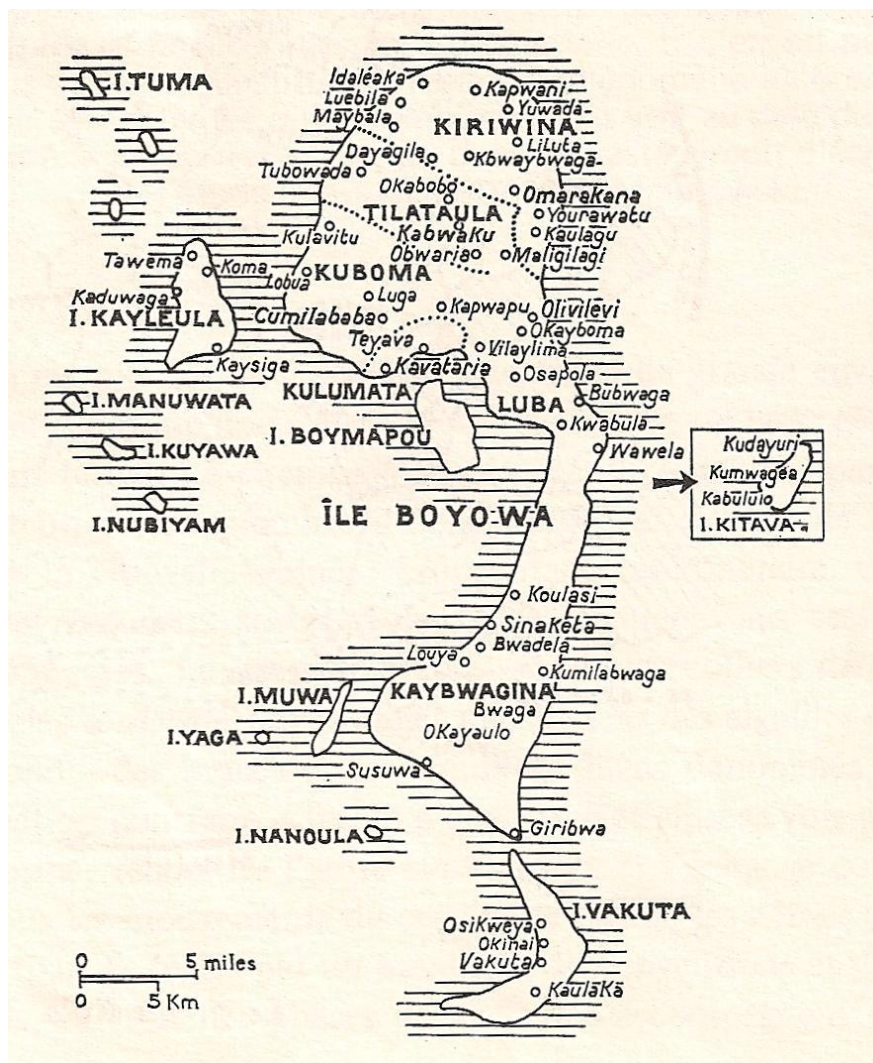 I.TUMA
Idaléaka
Kapwani
Luebila
Yuwada
Maybala
KIRIWINA
Liluta
Dayagila
Kbwaybwaga
Tubowada
Okabobo
Omarakana
TILATAULA
Yourawatu
Kulavitu
Kabwaku
Kaulagu
Tawema
Koma
Obwaria
Maligilagi
Lobua
KUBOMA
Kaduwaga
Luga
I.KAYLEULA
Cumilababa
Kapwapu
Olivilevi
Okayboma
Teyava
Vilaylima
Kaysiga
Kavataria
Osapola
I.MANUWATA
KULUMATA
LUBA
Bubwaga
I.BOYMAPOU
Kwabula
I.KUYAWA
Wawela
Kudayuri
Kumwagea
Kabululo
I.KITAVA
I.NUBIYAM
ÎLE BOYOWA
Koulasi
Sinaketa
Bwadela
Louya
Kumilabwaga
I.MUWA
KAYBWAGINA
Bwaga
I.YAGA
Okayaulo
Susuwa
I.NANOULA
Giribwa
I.VAKUTA
Osikweya
Okinai
Vakuta
Kaulaka
0 5 miles
0 5 Km